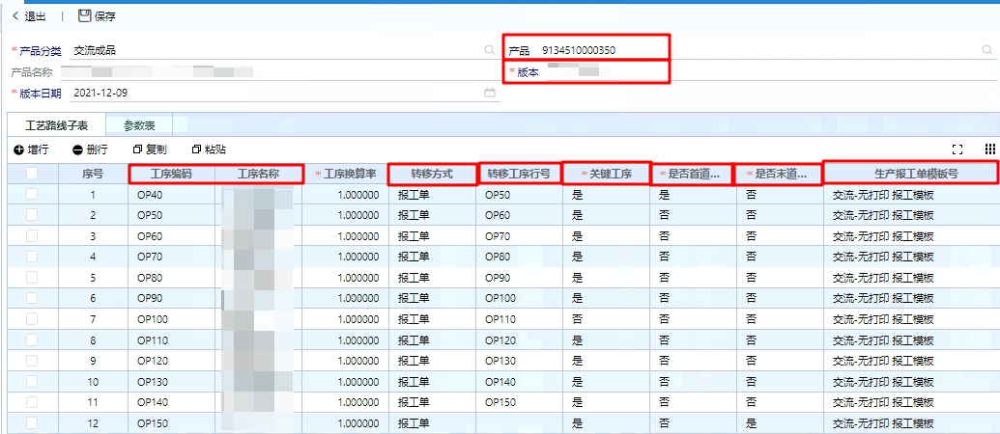 退出 | 保存
* 产品分类 交流成品 产品 9134510000350
产品名称 * 版本
* 版本日期 2021-12-09
工艺路线子表 参数表
增行 删行 复制 粘贴
序号 工序编码 工序名称 * 工序换算率 转移方式 转移工序行号 * 关键工序 * 是否首道... * 是否末道... 生产报工单模板号
1 OP40 1.000000 报工单 OP50 是 是 否 交流-无打印 报工模板
2 OP50 1.000000 报工单 OP60 是 否 否 交流-无打印 报工模板
3 OP60 1.000000 报工单 OP70 是 否 否 交流-无打印 报工模板
4 OP70 1.000000 报工单 OP80 是 否 否 交流-无打印 报工模板
5 OP80 1.000000 报工单 OP90 是 否 否 交流-无打印 报工模板
6 OP90 1.000000 报工单 OP100 是 否 否 交流-无打印 报工模板
7 OP100 1.000000 报工单 OP110 否 否 否 交流-无打印 报工模板
8 OP110 1.000000 报工单 OP120 是 否 否 交流-无打印 报工模板
9 OP120 1.000000 报工单 OP130 是 否 否 交流-无打印 报工模板
10 OP130 1.000000 报工单 OP140 是 否 否 交流-无打印 报工模板
11 OP140 1.000000 报工单 OP150 是 否 否 交流-无打印 报工模板
12 OP150 1.000000 报工单 是 否 是 交流-无打印 报工模板